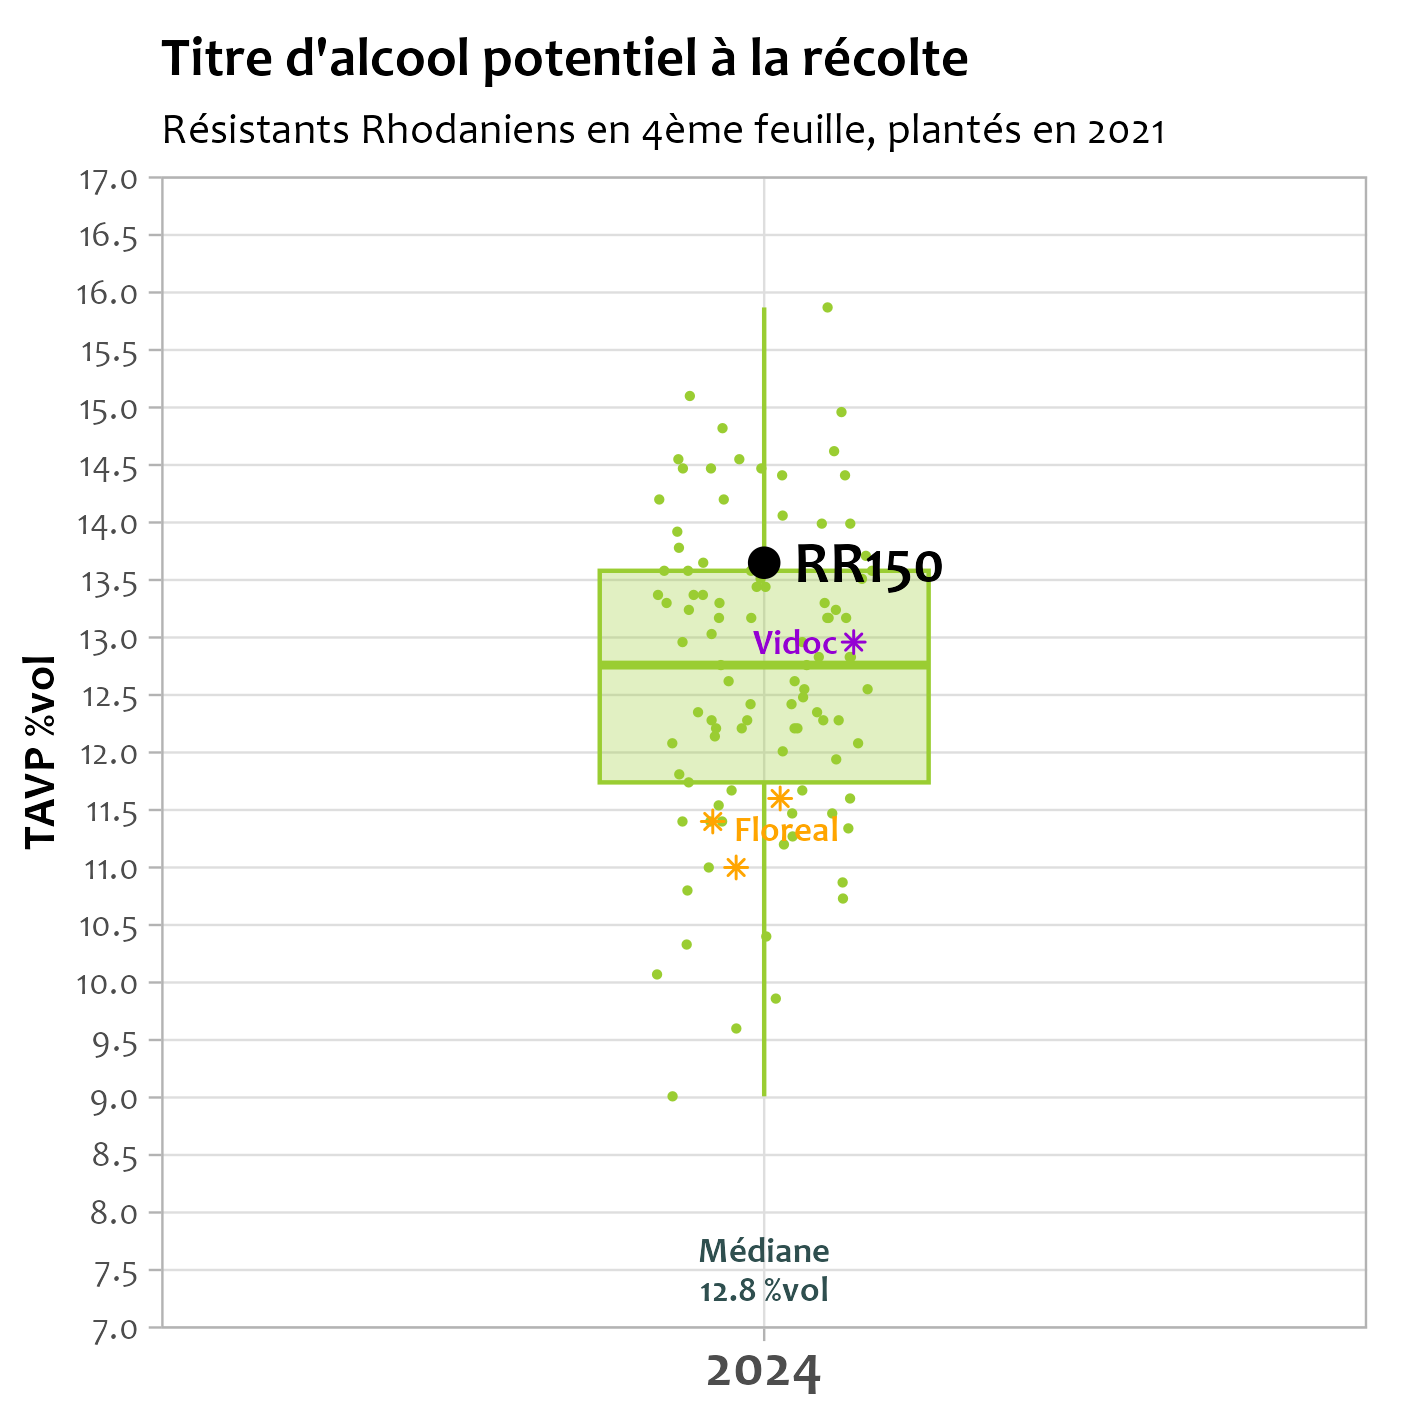 Titre d'alcool potentiel à la récolte
Résistants Rhodaniens en 4ème feuille, plantés en 2021
TAVP %vol
17.0
16.5
16.0
15.5
15.0
14.5
14.0
13.5
13.0
12.5
12.0
11.5
11.0
10.5
10.0
9.5
9.0
8.5
8.0
7.5
7.0
RR150
Vidoc
Floreal
Médiane
12.8 %vol
2024